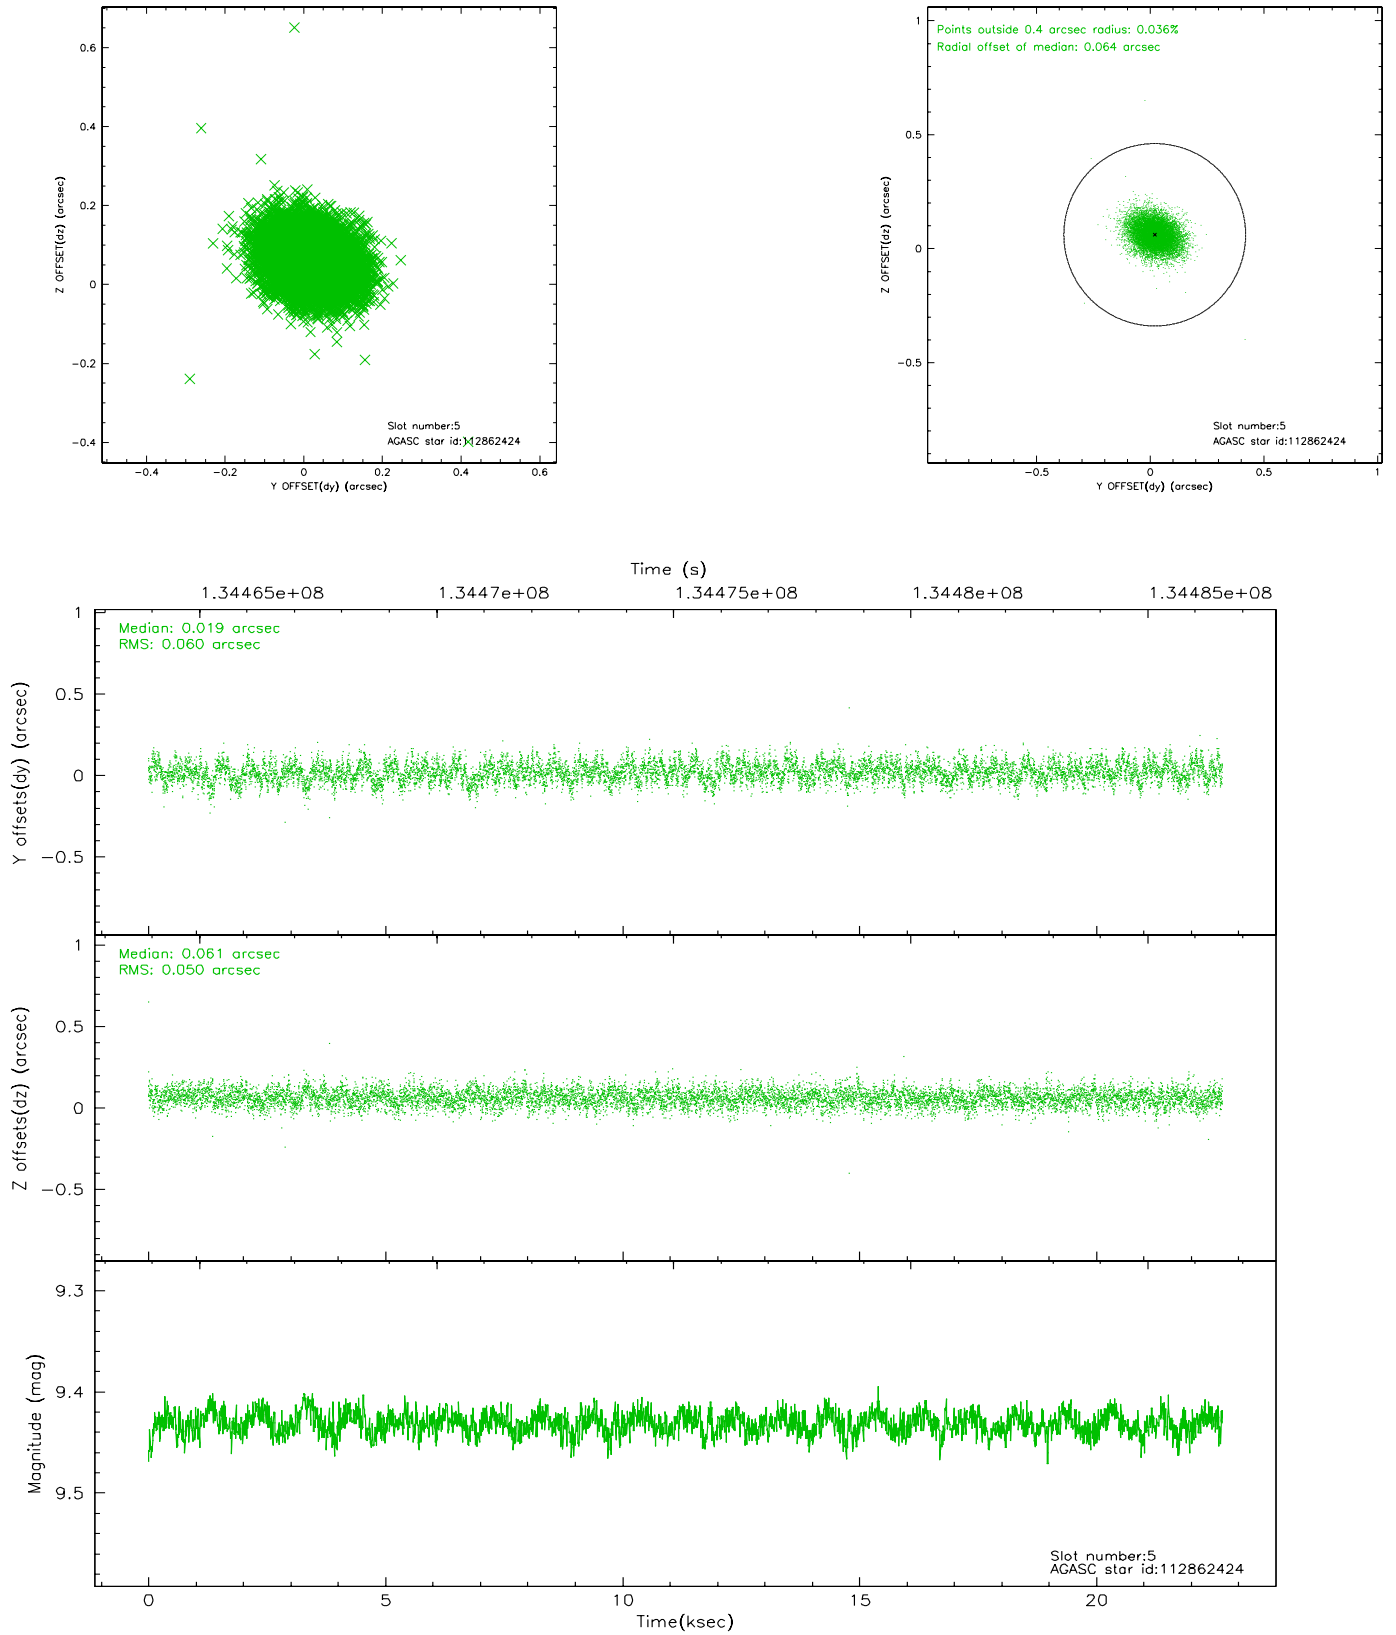 0.6
0.4
0.2
0
−0.2
−0.4
Z OFFSET(dz) (arcsec)
−0.4 −0.2 0 0.2 0.4 0.6
Y OFFSET(dy) (arcsec)
Slot number:5
AGASC star id:112862424
Points outside 0.4 arcsec radius: 0.036%
Radial offset of median: 0.064 arcsec
1
0.5
0
−0.5
Z OFFSET(dz) (arcsec)
−0.5 0 0.5 1
Y OFFSET(dy) (arcsec)
Slot number:5
AGASC star id:112862424
Time (s)
1.34465e+08 1.3447e+08 1.34475e+08 1.3448e+08 1.34485e+08
Median: 0.019 arcsec
RMS: 0.060 arcsec
1
0.5
0
−0.5
Y offsets(dy) (arcsec)
Median: 0.061 arcsec
RMS: 0.050 arcsec
1
0.5
0
−0.5
Z offsets(dz) (arcsec)
9.3
9.4
9.5
Magnitude (mag)
Slot number:5
AGASC star id:112862424
0 5 10 15 20
Time(ksec)